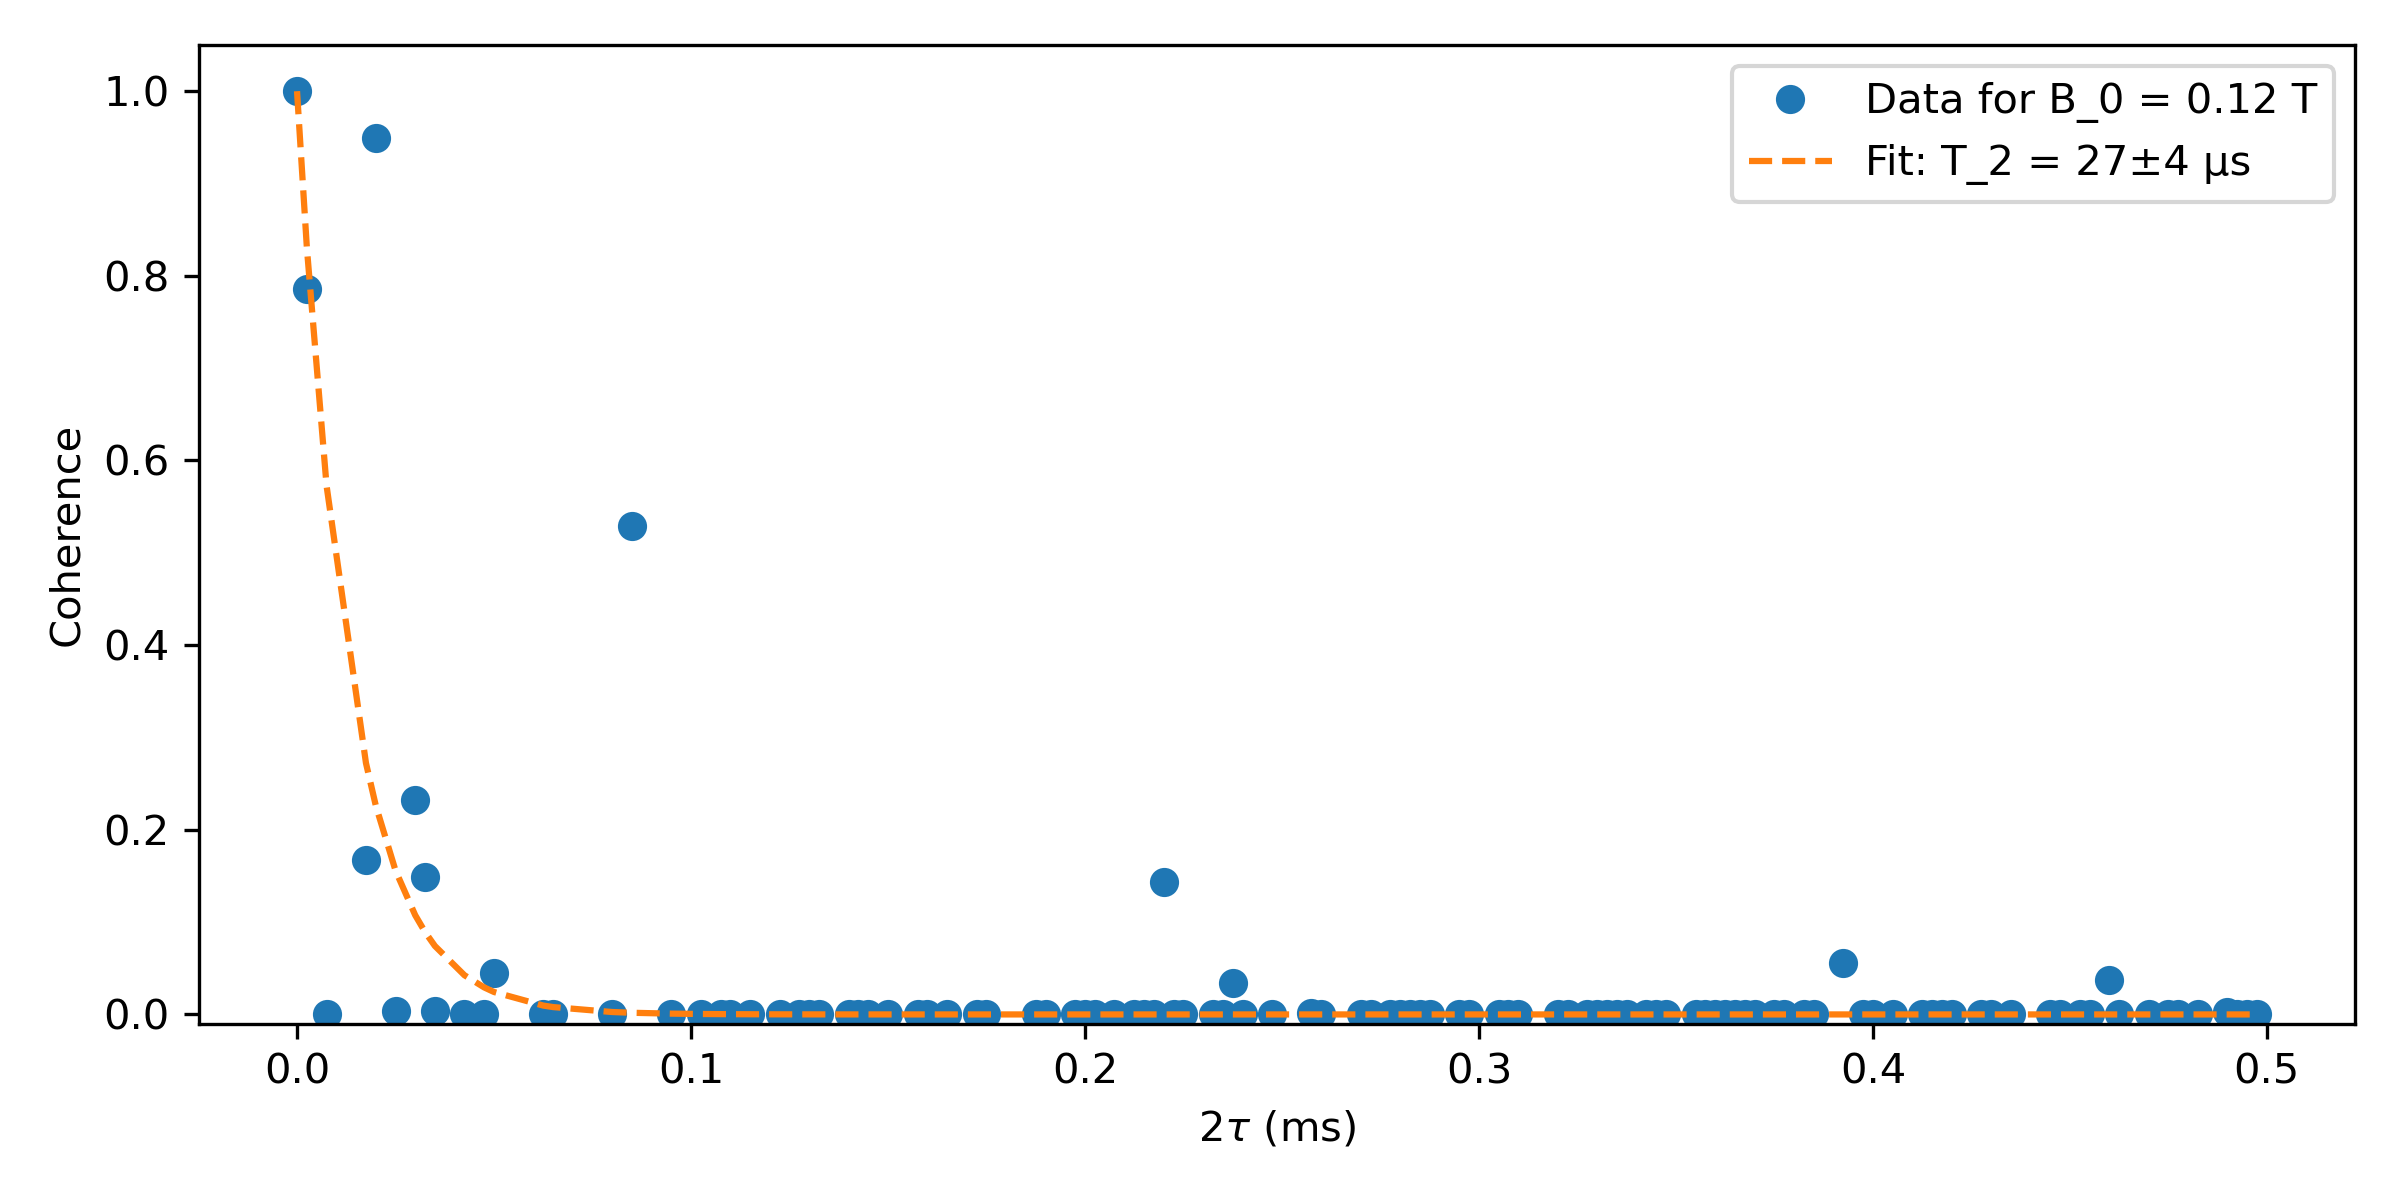 Data for B_0 = 0.12 T
Fit: T_2 = 27±4 μs
Coherence
1.0
0.8
0.6
0.4
0.2
0.0
0.0 0.1 0.2 0.3 0.4 0.5
2τ (ms)